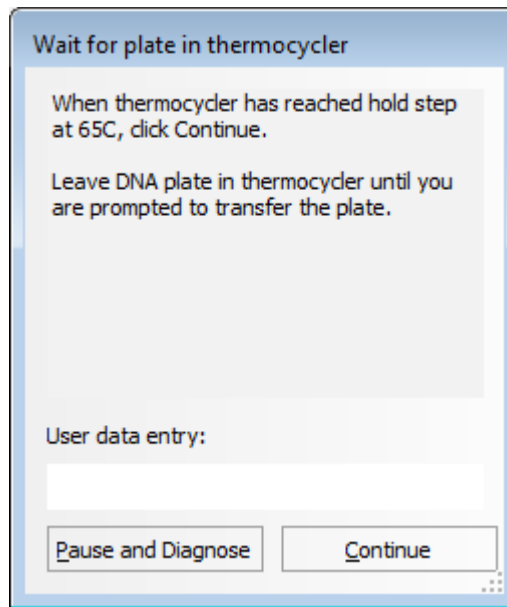 Wait for plate in thermocycler
When thermocycler has reached hold step
at 65C, click Continue.
Leave DNA plate in thermocycler until you
are prompted to transfer the plate.
User data entry:
Pause and Diagnose
Continue